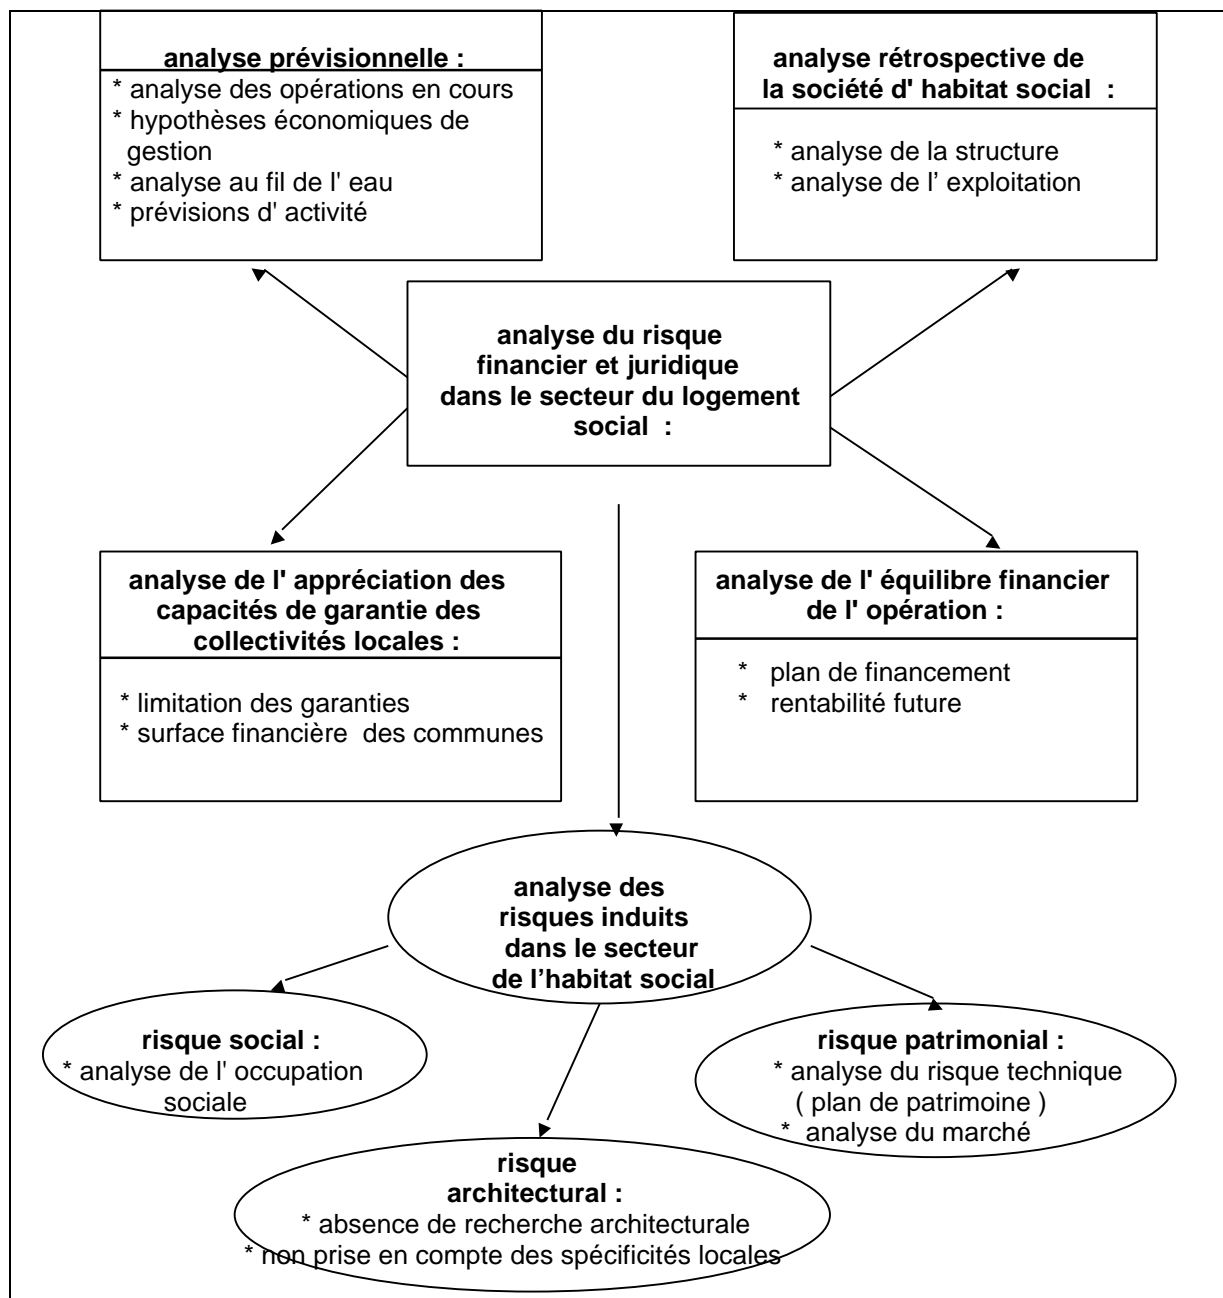 analyse prévisionnelle :
* analyse des opérations en cours
* hypothèses économiques de
gestion
* analyse au fil de l' eau
* prévisions d' activité
analyse rétrospective de
la société d' habitat social :
* analyse de la structure
* analyse de l' exploitation
analyse du risque
financier et juridique
dans le secteur du logement
social :
analyse de l' appréciation des
capacités de garantie des
collectivités locales :
* limitation des garanties
* surface financière des communes
analyse de l' équilibre financier
de l' opération :
* plan de financement
* rentabilité future
analyse des
risques induits
dans le secteur
de l’habitat social
risque social :
* analyse de l' occupation
sociale
risque patrimonial :
* analyse du risque technique
( plan de patrimoine )
* analyse du marché
risque
architectural :
* absence de recherche architecturale
* non prise en compte des spécificités locales